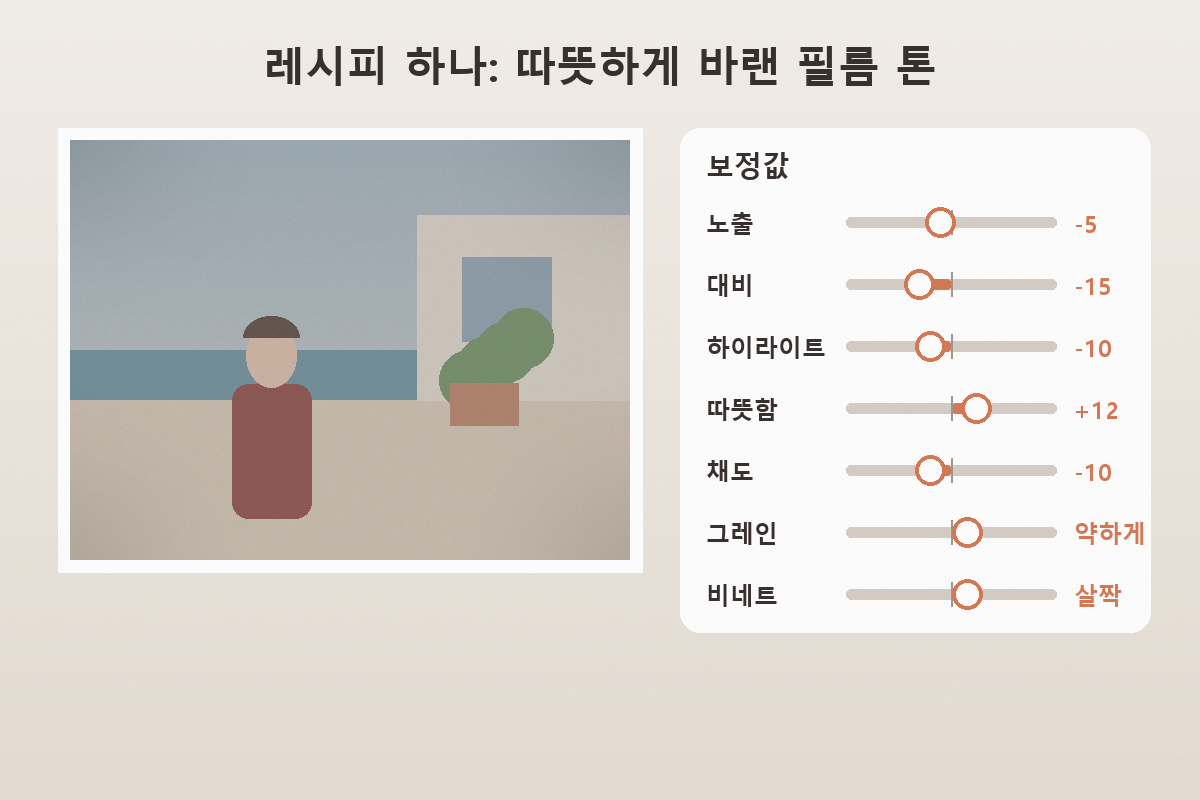 레시피 하나: 따뜻하게 바랜 필름 톤
보정값
노출 -5
대비 -15
하이라이트 -10
따뜻함 +12
채도 -10
그레인 약하게
비네트 살짝